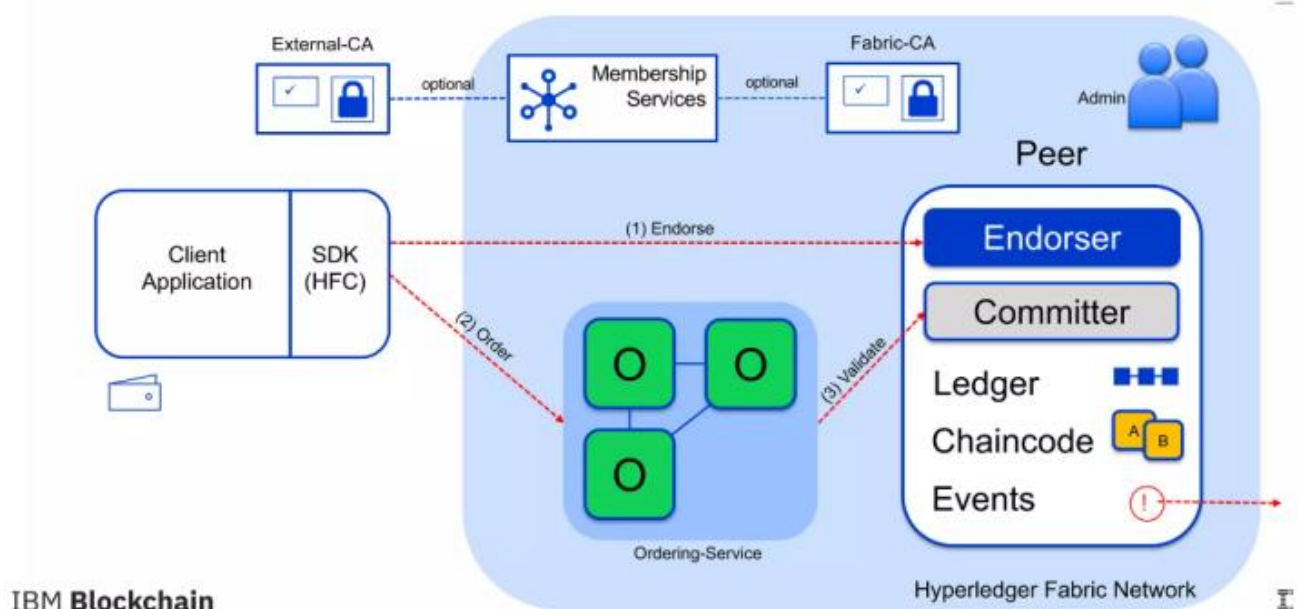 External-CA
Fabric-CA
optional
Membership
Services
optional
Admin
Peer
Client
Application
SDK
(HFC)
(1) Endorse
Endorser
(2) Order
O
O
O
(3) Validate
Committer
Ledger
Chaincode
A
B
Events
!
Ordering-Service
Hyperledger Fabric Network
IBM Blockchain